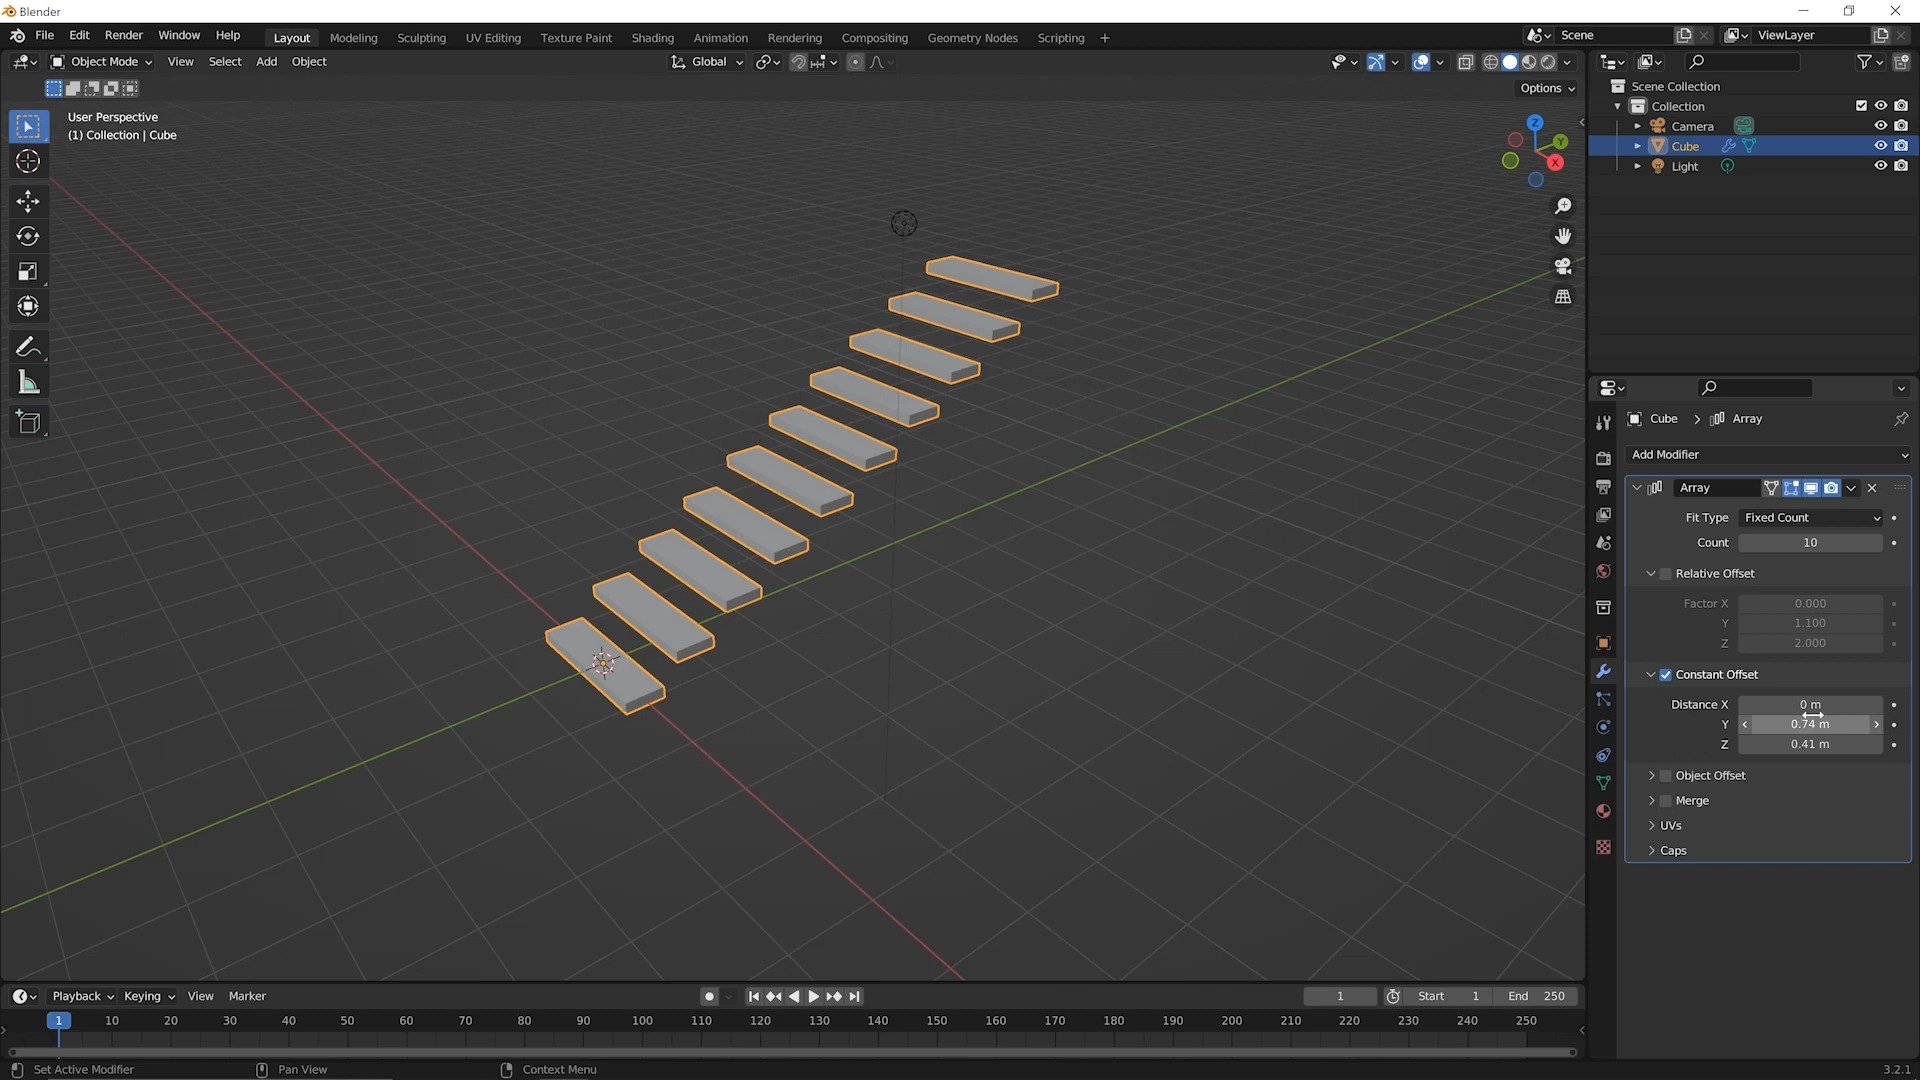 Blender
File Edit Render Window Help Layout Modeling Sculpting UV Editing Texture Paint Shading Animation Rendering Compositing Geometry Nodes Scripting + Scene ViewLayer
Object Mode View Select Add Object Global
Options
User Perspective
(1) Collection | Cube
Z
Y
X
Scene Collection
Collection
Camera
Cube
Light
Cube > Array
Add Modifier
Array
Fit Type Fixed Count
Count 10
Relative Offset
Factor X 0.000
Y 1.100
Z 2.000
Constant Offset
Distance X 0 m
Y 0.74 m
Z 0.41 m
Object Offset
Merge
UVs
Caps
Playback Keying View Marker 1 Start 1 End 250
1 10 20 30 40 50 60 70 80 90 100 110 120 130 140 150 160 170 180 190 200 210 220 230 240 250
Set Active Modifier Pan View Context Menu 3.2.1